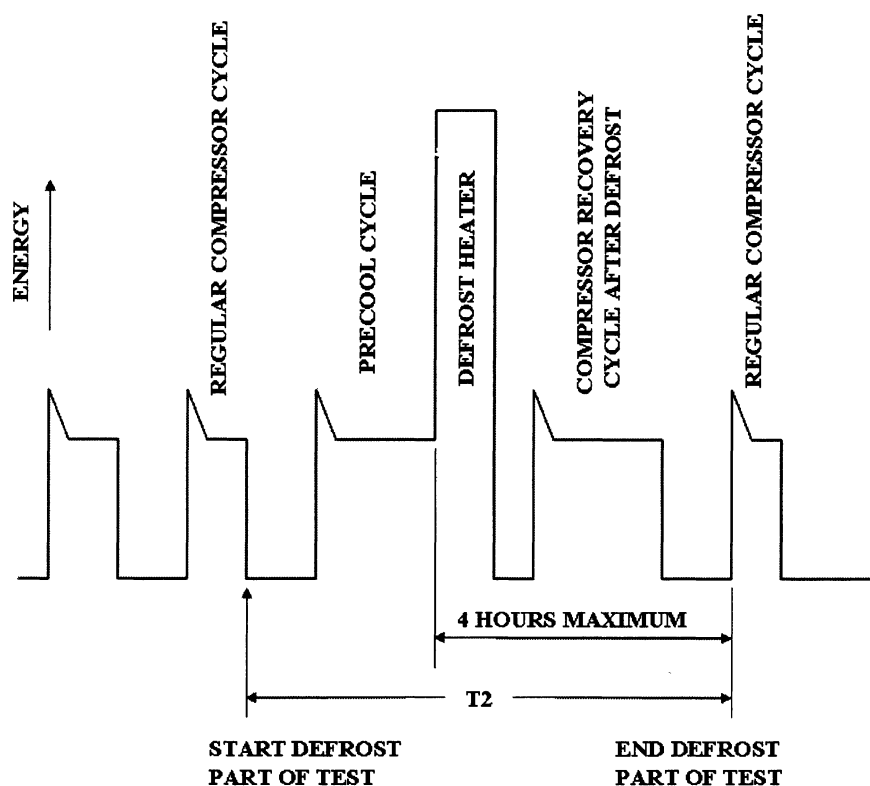 ENERGY
REGULAR COMPRESSOR CYCLE
PRECOOL CYCLE
DEFROST HEATER
COMPRESSOR RECOVERY
CYCLE AFTER DEFROST
REGULAR COMPRESSOR CYCLE
4 HOURS MAXIMUM
T2
START DEFROST
PART OF TEST
END DEFROST
PART OF TEST